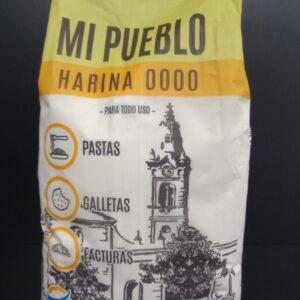 MI PUEBLO
HARINA 0000
- PARA TODO USO -
PASTAS
GALLETAS
FACTURAS